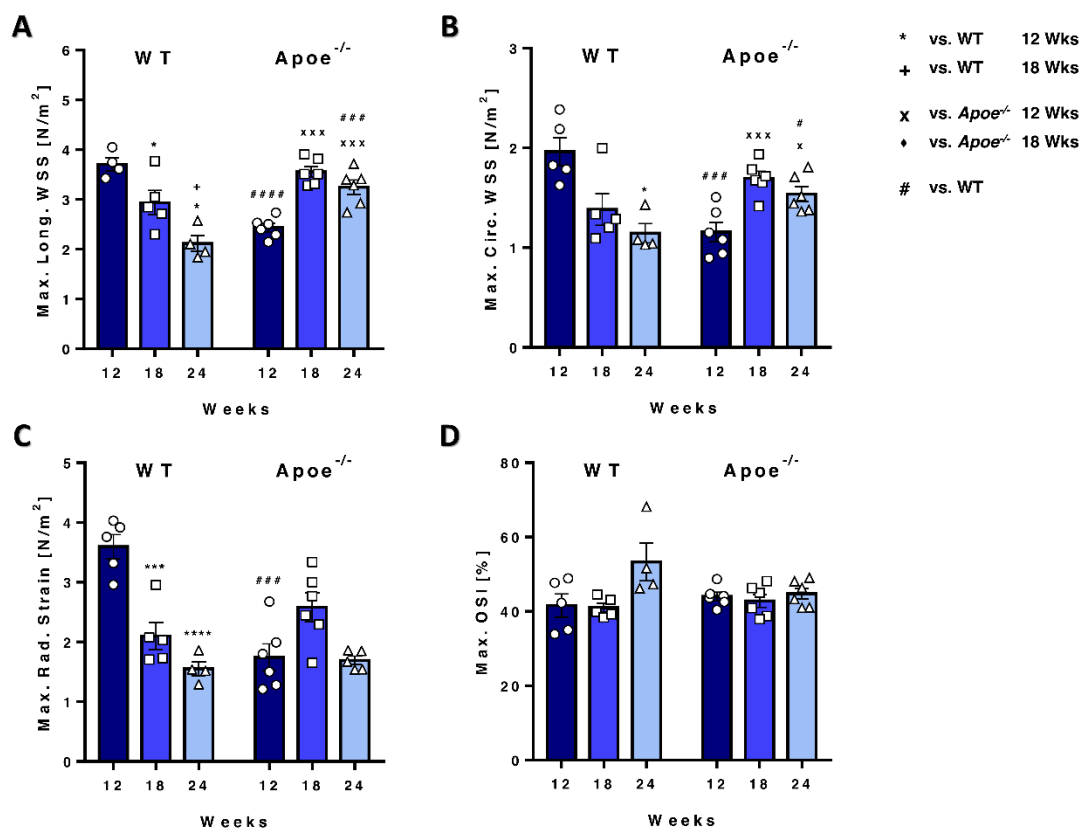 A
WT Apoe-/-
Max. Long. WSS [N/m2]
6
5
4
3
2
1
0
*
+
*
####
xxx
###
xxx
12 18 24 12 18 24
Weeks
B
WT Apoe-/-
Max. Circ. WSS [N/m2]
3
2
1
0
*
###
xxx
#
x
12 18 24 12 18 24
Weeks
* vs. WT 12 Wks
+ vs. WT 18 Wks
x vs. Apoe-/- 12 Wks
♦ vs. Apoe-/- 18 Wks
# vs. WT
C
WT Apoe-/-
Max. Rad. Strain [N/m2]
5
4
3
2
1
0
***
****
###
12 18 24 12 18 24
Weeks
D
WT Apoe-/-
Max. OSI [%]
80
60
40
20
0
12 18 24 12 18 24
Weeks